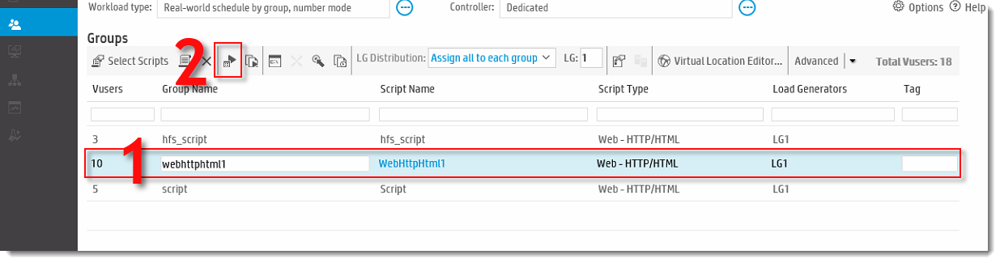 Workload type: Real-world schedule by group, number mode Controller: Dedicated Options Help
Groups
2
Select Scripts LG Distribution: Assign all to each group LG: 1 Virtual Location Editor... Advanced Total Vusers: 18
Vusers Group Name Script Name Script Type Load Generators Tag
3 hfs_script hfs_script Web - HTTP/HTML LG1
1
10 webhttphtml1 WebHttpHtml1 Web - HTTP/HTML LG1
5 script Script Web - HTTP/HTML LG1